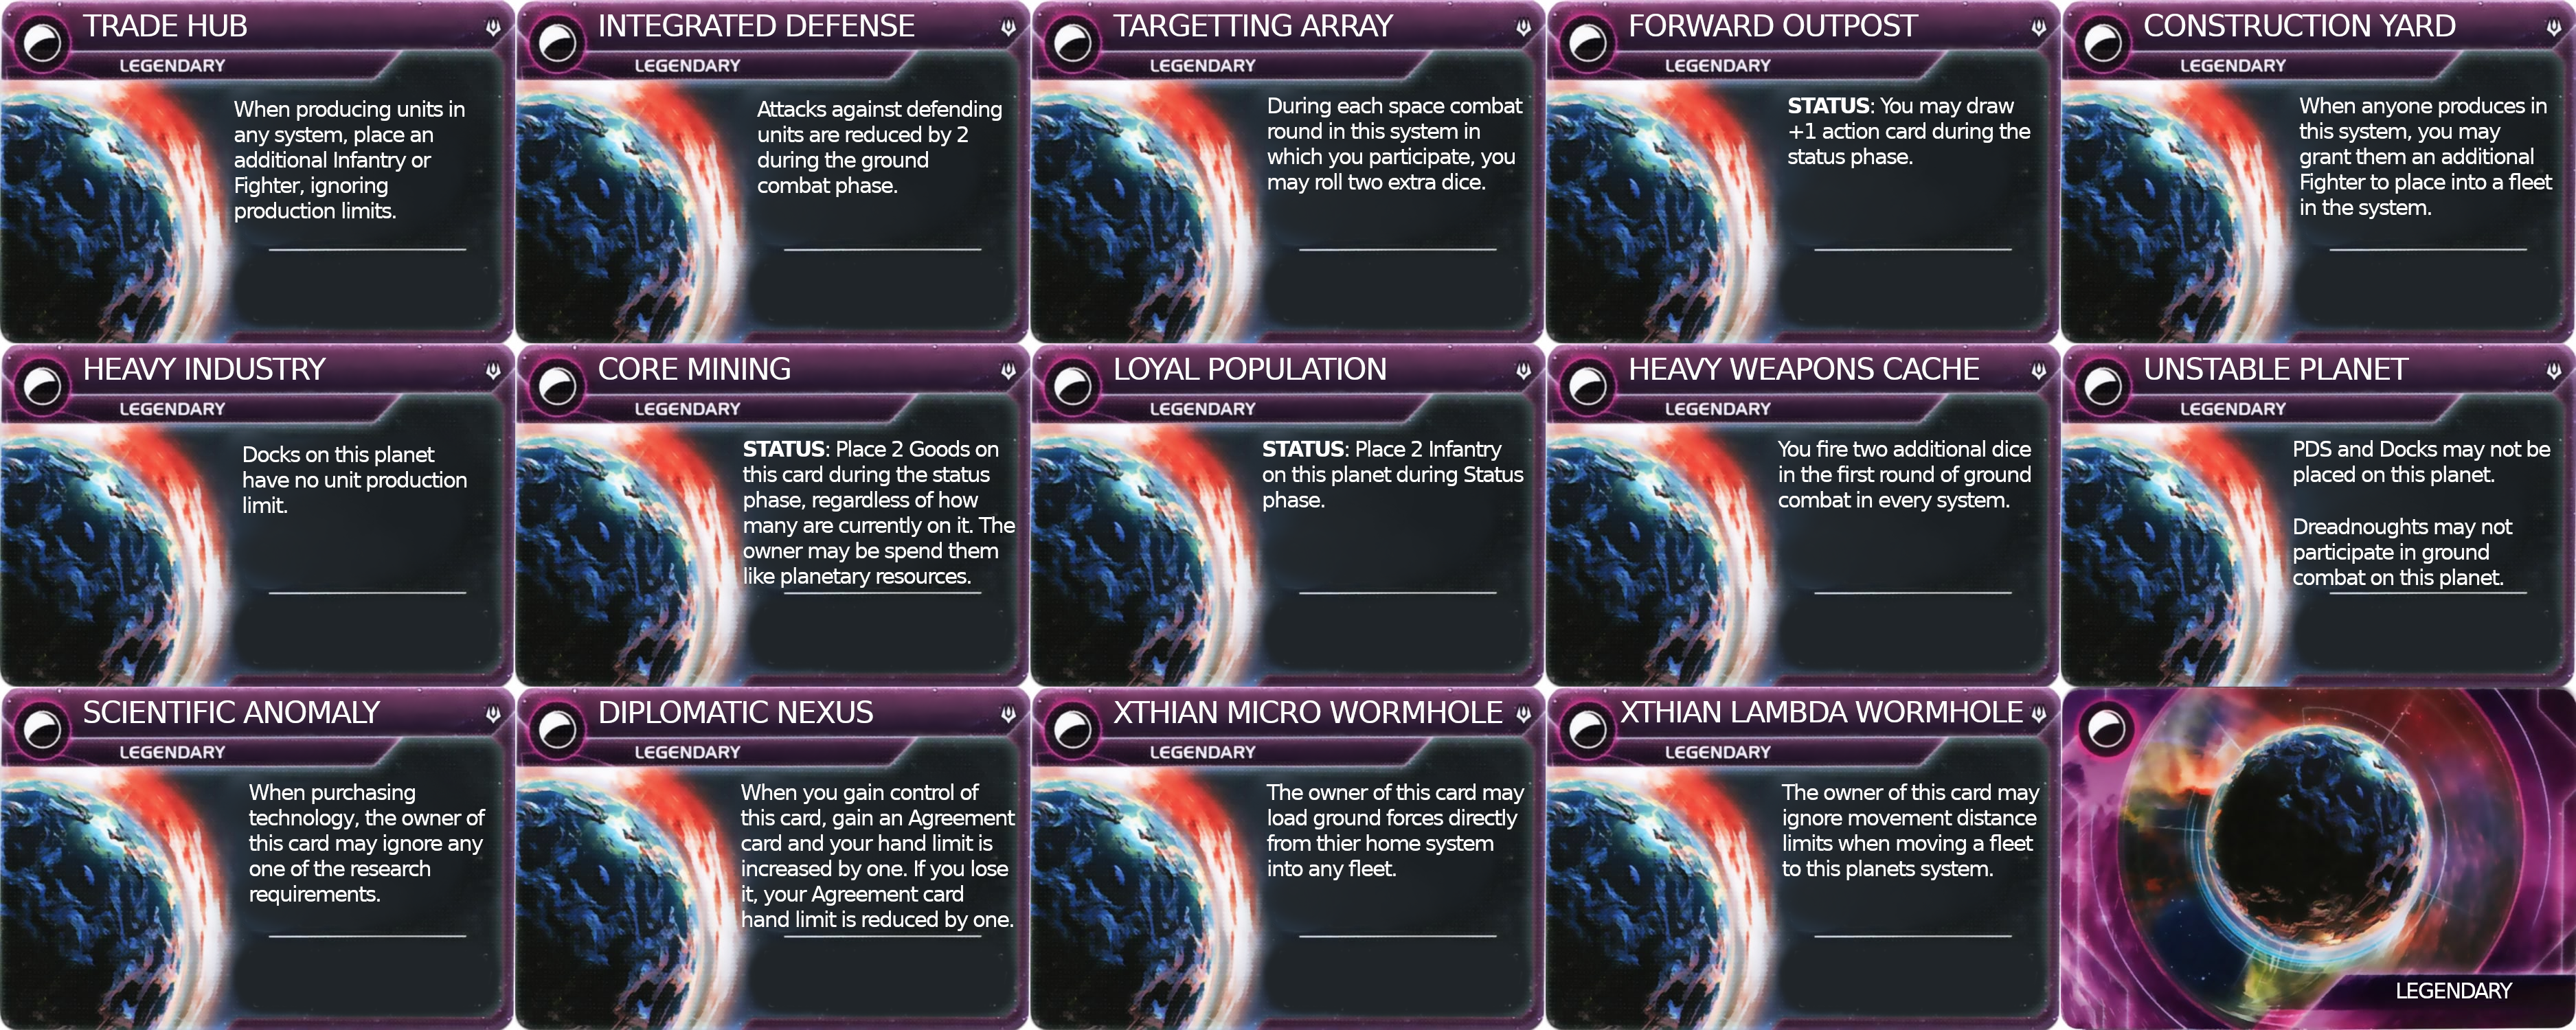 TRADE HUB
LEGENDARY
When producing units in
any system, place an
additional Infantry or
Fighter, ignoring
production limits.
INTEGRATED DEFENSE
LEGENDARY
Attacks against defending
units are reduced by 2
during the ground
combat phase.
TARGETTING ARRAY
LEGENDARY
During each space combat
round in this system in
which you participate, you
may roll two extra dice.
FORWARD OUTPOST
LEGENDARY
STATUS: You may draw
+1 action card during the
status phase.
CONSTRUCTION YARD
LEGENDARY
When anyone produces in
this system, you may
grant them an additional
Fighter to place into a fleet
in the system.
HEAVY INDUSTRY
LEGENDARY
Docks on this planet
have no unit production
limit.
CORE MINING
LEGENDARY
STATUS: Place 2 Goods on
this card during the status
phase, regardless of how
many are currently on it. The
owner may be spend them
like planetary resources.
LOYAL POPULATION
LEGENDARY
STATUS: Place 2 Infantry
on this planet during Status
phase.
HEAVY WEAPONS CACHE
LEGENDARY
You fire two additional dice
in the first round of ground
combat in every system.
UNSTABLE PLANET
LEGENDARY
PDS and Docks may not be
placed on this planet.
Dreadnoughts may not
participate in ground
combat on this planet.
SCIENTIFIC ANOMALY
LEGENDARY
When purchasing
technology, the owner of
this card may ignore any
one of the research
requirements.
DIPLOMATIC NEXUS
LEGENDARY
When you gain control of
this card, gain an Agreement
card and your hand limit is
increased by one. If you lose
it, your Agreement card
hand limit is reduced by one.
XTHIAN MICRO WORMHOLE
LEGENDARY
The owner of this card may
load ground forces directly
from thier home system
into any fleet.
XTHIAN LAMBDA WORMHOLE
LEGENDARY
The owner of this card may
ignore movement distance
limits when moving a fleet
to this planets system.
LEGENDARY